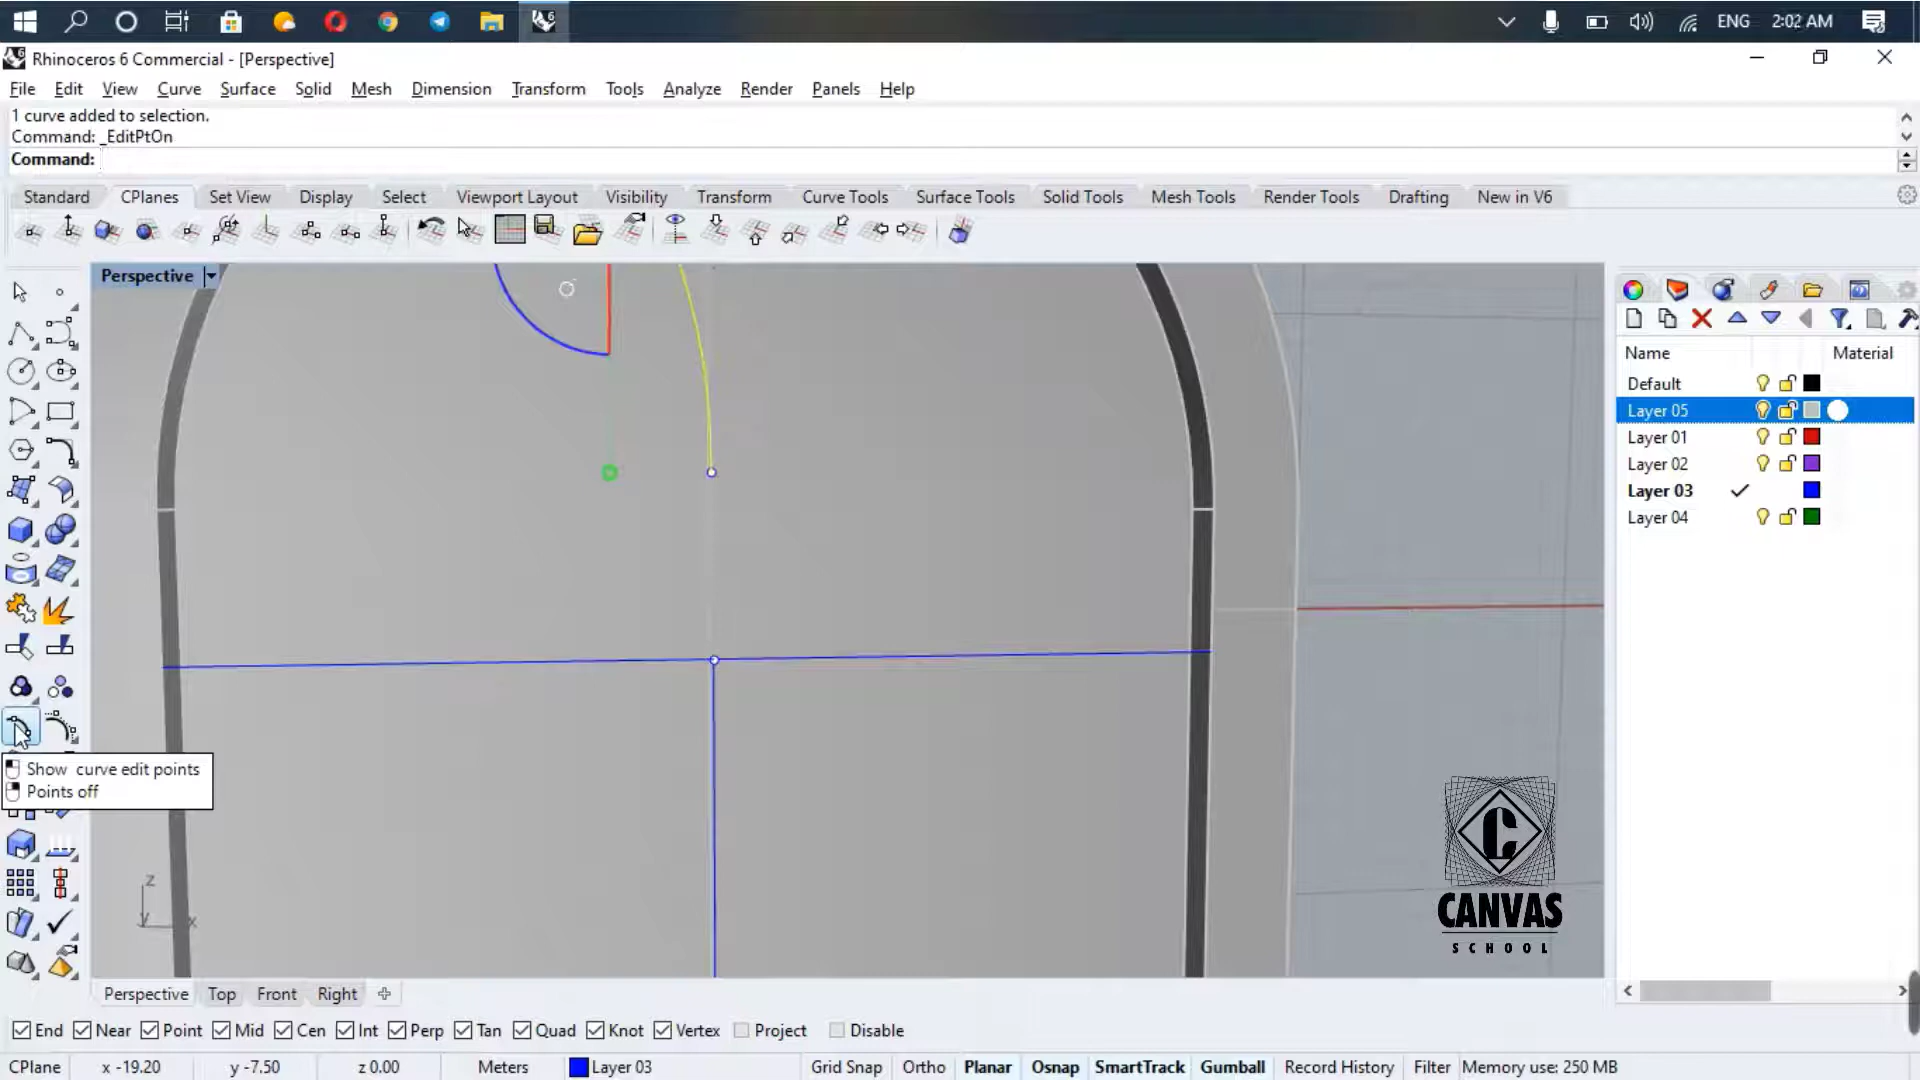 ENG 2:02 AM
Rhinoceros 6 Commercial - [Perspective]
File Edit View Curve Surface Solid Mesh Dimension Transform Tools Analyze Render Panels Help
1 curve added to selection.
Command: _EditPtOn
Command:
Standard CPlanes Set View Display Select Viewport Layout Visibility Transform Curve Tools Surface Tools Solid Tools Mesh Tools Render Tools Drafting New in V6
Perspective
Name Material
Default
Layer 05
Layer 01
Layer 02
Layer 03
Layer 04
Show curve edit points
Points off
z
y x
C
CANVAS
SCHOOL
Perspective Top Front Right
End Near Point Mid Cen Int Perp Tan Quad Knot Vertex Project Disable
CPlane x -19.20 y -7.50 z 0.00 Meters Layer 03 Grid Snap Ortho Planar Osnap SmartTrack Gumball Record History Filter Memory use: 250 MB